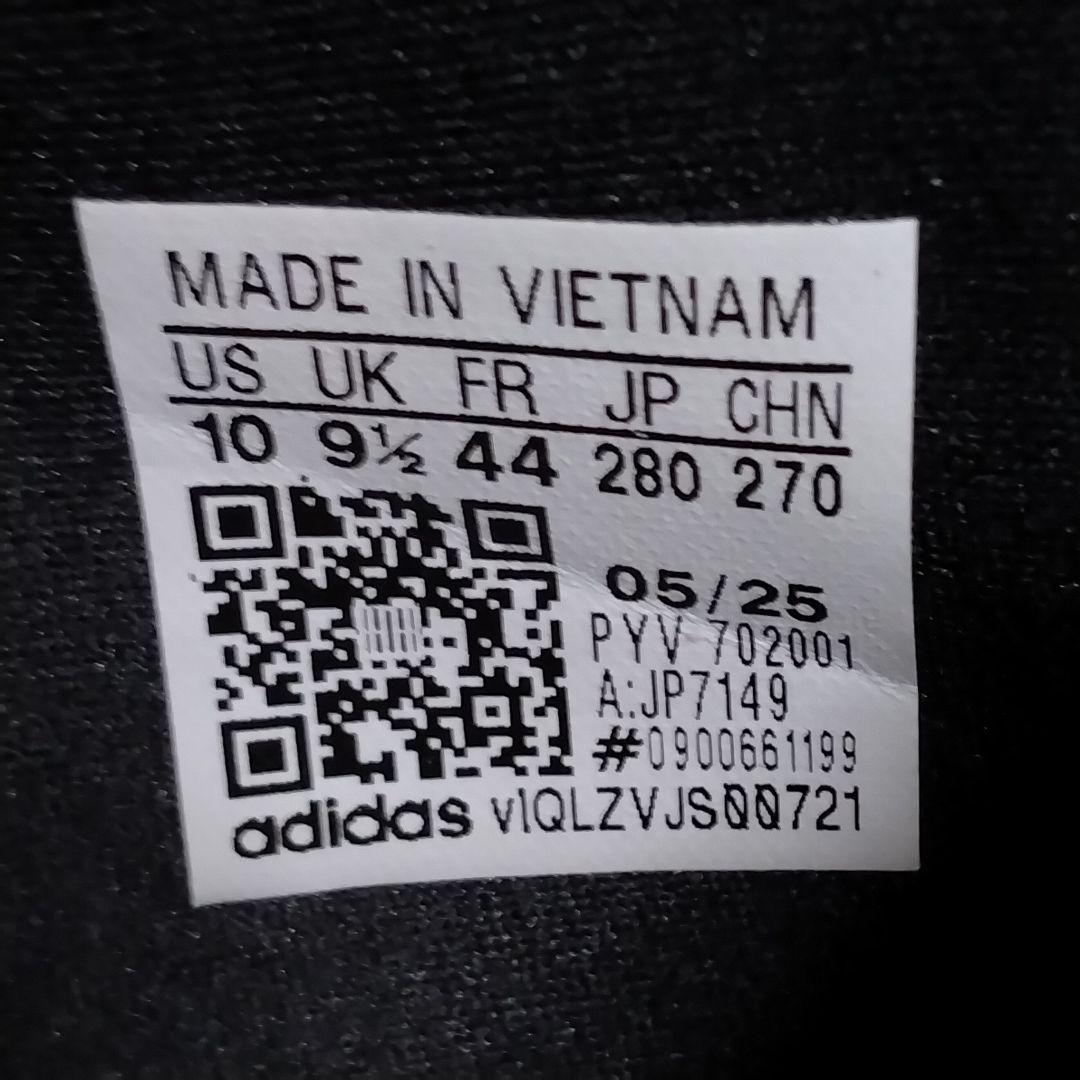 MADE IN VIETNAM
US UK FR JP CHN
10 9½ 44 280 270
05/25
PYV 702001
A:JP7149
#0900661199
adidas vIQLZVJS00721